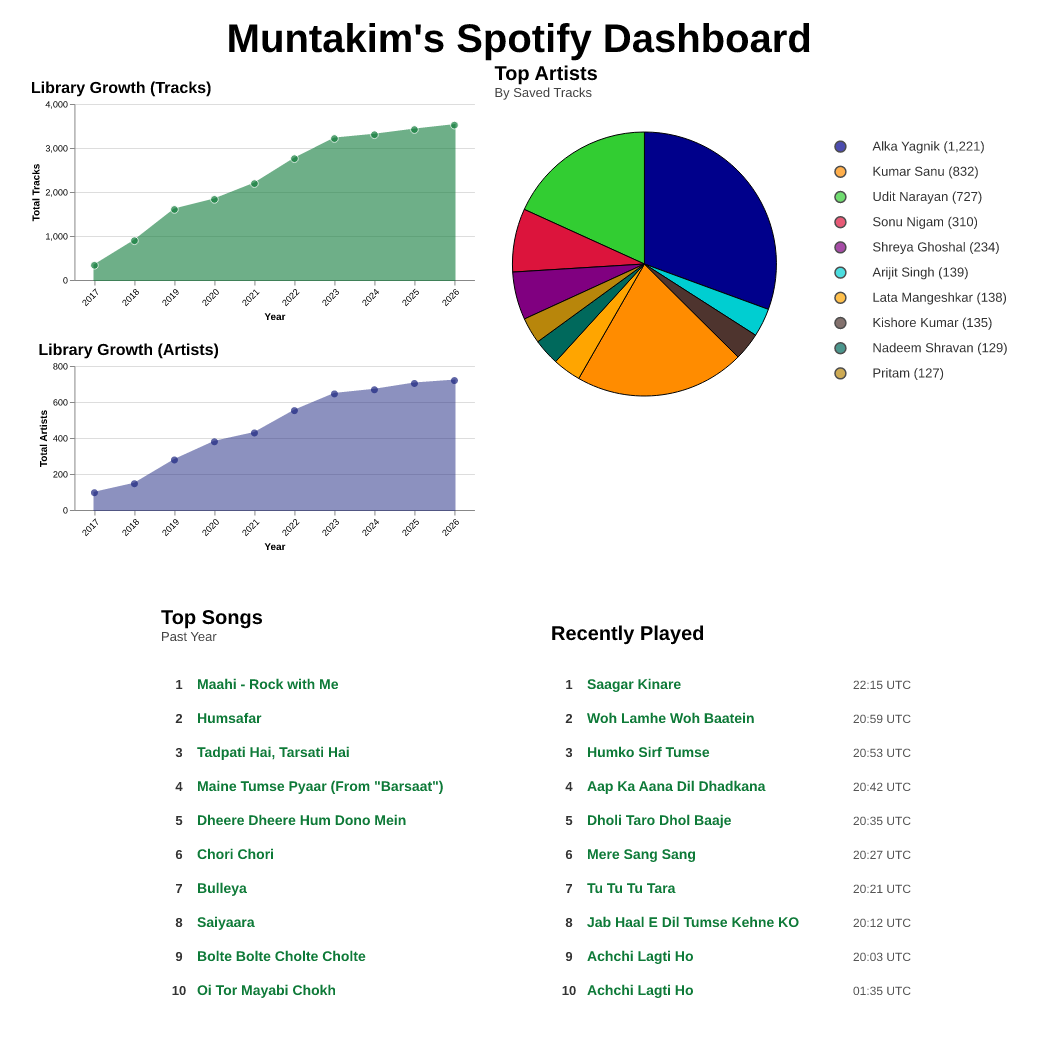 Muntakim's Spotify Dashboard
Library Growth (Tracks)
4,000
3,000
2,000
1,000
0
Total Tracks
2017 2018 2019 2020 2021 2022 2023 2024 2025 2026
Year
Library Growth (Artists)
800
600
400
200
0
Total Artists
2017 2018 2019 2020 2021 2022 2023 2024 2025 2026
Year
Top Artists
By Saved Tracks
Alka Yagnik (1,221)
Kumar Sanu (832)
Udit Narayan (727)
Sonu Nigam (310)
Shreya Ghoshal (234)
Arijit Singh (139)
Lata Mangeshkar (138)
Kishore Kumar (135)
Nadeem Shravan (129)
Pritam (127)
Top Songs
Past Year
1 Maahi - Rock with Me
2 Humsafar
3 Tadpati Hai, Tarsati Hai
4 Maine Tumse Pyaar (From "Barsaat")
5 Dheere Dheere Hum Dono Mein
6 Chori Chori
7 Bulleya
8 Saiyaara
9 Bolte Bolte Cholte Cholte
10 Oi Tor Mayabi Chokh
Recently Played
1 Saagar Kinare 22:15 UTC
2 Woh Lamhe Woh Baatein 20:59 UTC
3 Humko Sirf Tumse 20:53 UTC
4 Aap Ka Aana Dil Dhadkana 20:42 UTC
5 Dholi Taro Dhol Baaje 20:35 UTC
6 Mere Sang Sang 20:27 UTC
7 Tu Tu Tu Tara 20:21 UTC
8 Jab Haal E Dil Tumse Kehne KO 20:12 UTC
9 Achchi Lagti Ho 20:03 UTC
10 Achchi Lagti Ho 01:35 UTC